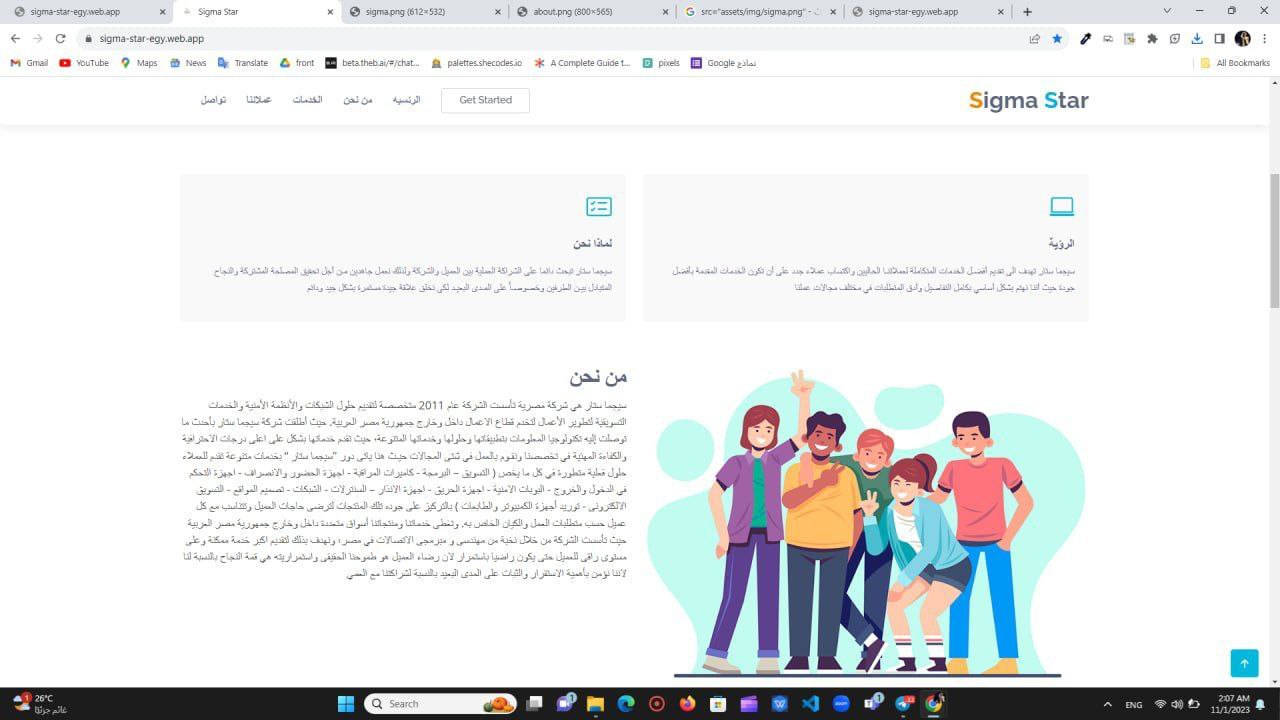 sigma-star-egy.web.app
Sigma Star
sigma.png (612×532)
about.png (800×565)
src="assets/img/sigma.png" - ث
sigma-star-egy.web.app
sigma-star-egy.web.app
Gmail
YouTube
Maps
News
Translate
front
beta.theb.ai/#/chat...
palettes.shecodes.io
A Complete Guide t...
pixels
نماذج Google
All Bookmarks
Sigma Star
Get Started
الرئسيه
من نحن
الخدمات
عملائنا
تواصل
الرؤية
سيجما ستار تهدف الى تقديم أفضل الخدمات المتكاملة لعملائنا الحاليين واكتساب عملاء جدد على أن تكون الخدمات المقدمة بأفضل
جودة حيث أننا نهتم بشكل أساسي بكامل التفاصيل وأدق المتطلبات في مختلف مجالات عملنا
لماذا نحن
سيجما ستار تبحث دائما على الشراكة العملية بين العميل والشركة ولذلك نعمل جاهدين من أجل تحقيق المصلحة المشتركة والنجاح
المتبادل بين الطرفين وخصوصاً على المدى البعيد لكى نخلق علاقة جيدة مستمرة بشكل جيد ودائم
من نحن
سيجما ستار هي شركة مصرية تأسست الشركة عام 2011 متخصصة لتقديم حلول الشبكات والأنظمة الأمنية والخدمات
التسويقية لتطوير الأعمال لتخدم قطاع الاعمال داخل وخارج جمهورية مصر العربية. حيث أطلقت شركة سيجما ستار بأحدث ما
توصلت إليه تكنولوجيا المعلومات بتطبيقاتها وحلولها وخدماتها المتنوعة؛ حيث تقدم خدماتها بشكل على اعلى درجات الاحترافية
والكفاءة المهنية في تخصصنا ونقوم بالعمل في شتى المجالات حيث هنا يأتى دور "سيجما ستار " بخدمات متنوعة تقدم للعملاء
حلول فعلية متطورة في كل ما يخص ( التسويق – البرمجة - كاميرات المراقبة - اجهزة الحضور والانصراف - اجهزة التحكم
في الدخول والخروج - البوبات الامنية - اجهزة الحريق - اجهزة الانذار – السنترلات - الشبكات - تصميم المواقع - التسويق
الالكترونى - توريد أجهزة الكمبيوتر والطابعات ) بالتركيز على جوده تلك المنتجات لترضى حاجات العميل وتتناسب مع كل
عميل حسب متطلبات العمل والكيان الخاص به. وتغطى خدماتنا ومنتجاتنا أسواق متعددة داخل وخارج جمهورية مصر العربية
حيث تأسست الشركة من خلال نخبة من مهندسى و مبرمجى الاتصالات في مصر؛ ونهدف بذلك لتقديم اكبر خدمة ممكنة وعلى
مستوى راقى للعميل حتى يكون راضيا باستمرار لان رضاء العميل هو طموحنا الحقيقى واستمراريته هي قمة النجاح بالنسبة لنا
لاننا نؤمن بأهمية الاستقرار والثبات على المدى البعيد بالنسبة لشراكتنا مع العمي
26°C
غائم جزئيًا
Search
ENG
2:07 AM
11/1/2023